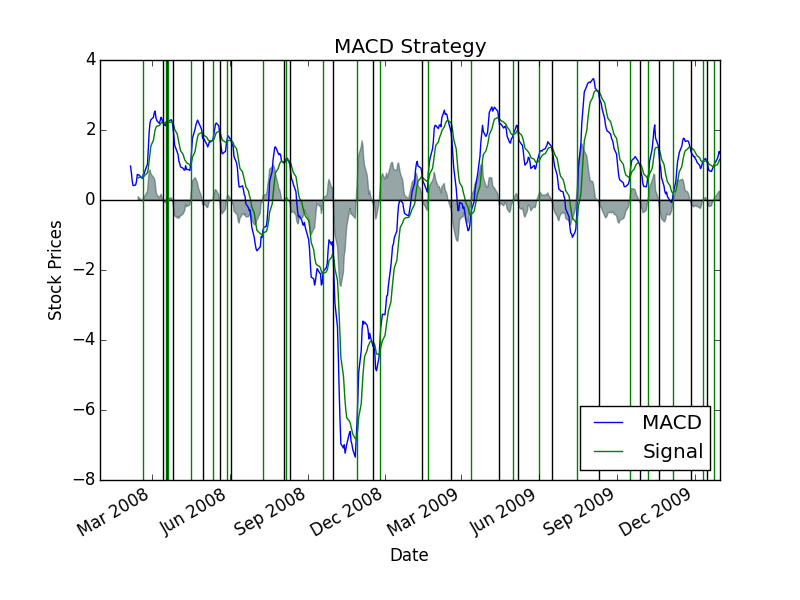 MACD Strategy
4
2
0
−2
−4
−6
−8
Stock Prices
MACD
Signal
Mar 2008
Jun 2008
Sep 2008
Dec 2008
Mar 2009
Jun 2009
Sep 2009
Dec 2009
Date